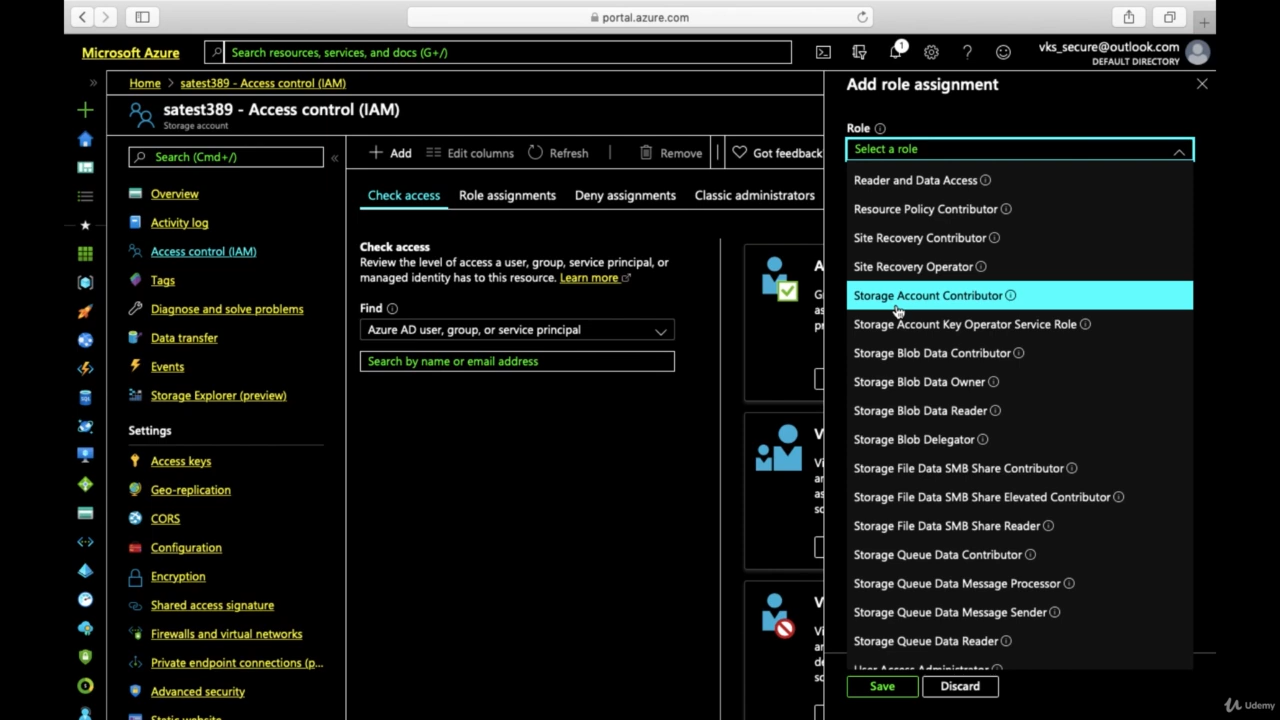 portal.azure.com
Microsoft Azure
Search resources, services, and docs (G+/)
1
vks_secure@outlook.com
DEFAULT DIRECTORY
Home > satest389 - Access control (IAM)
satest389 - Access control (IAM)
Storage account
Search (Cmd+/)
Overview
Activity log
Access control (IAM)
Tags
Diagnose and solve problems
Data transfer
Events
Storage Explorer (preview)
Settings
Access keys
Geo-replication
CORS
Configuration
Encryption
Shared access signature
Firewalls and virtual networks
Private endpoint connections (p...
Advanced security
Static website
Add Edit columns Refresh Remove Got feedback
Check access Role assignments Deny assignments Classic administrators
Check access
Review the level of access a user, group, service principal, or
managed identity has to this resource. Learn more
Find
Azure AD user, group, or service principal
Search by name or email address
Add role assignment
Role
Select a role
Reader and Data Access
Resource Policy Contributor
Site Recovery Contributor
Site Recovery Operator
Storage Account Contributor
Storage Account Key Operator Service Role
Storage Blob Data Contributor
Storage Blob Data Owner
Storage Blob Data Reader
Storage Blob Delegator
Storage File Data SMB Share Contributor
Storage File Data SMB Share Elevated Contributor
Storage File Data SMB Share Reader
Storage Queue Data Contributor
Storage Queue Data Message Processor
Storage Queue Data Message Sender
Storage Queue Data Reader
User Access Administrator
Save Discard
Udemy